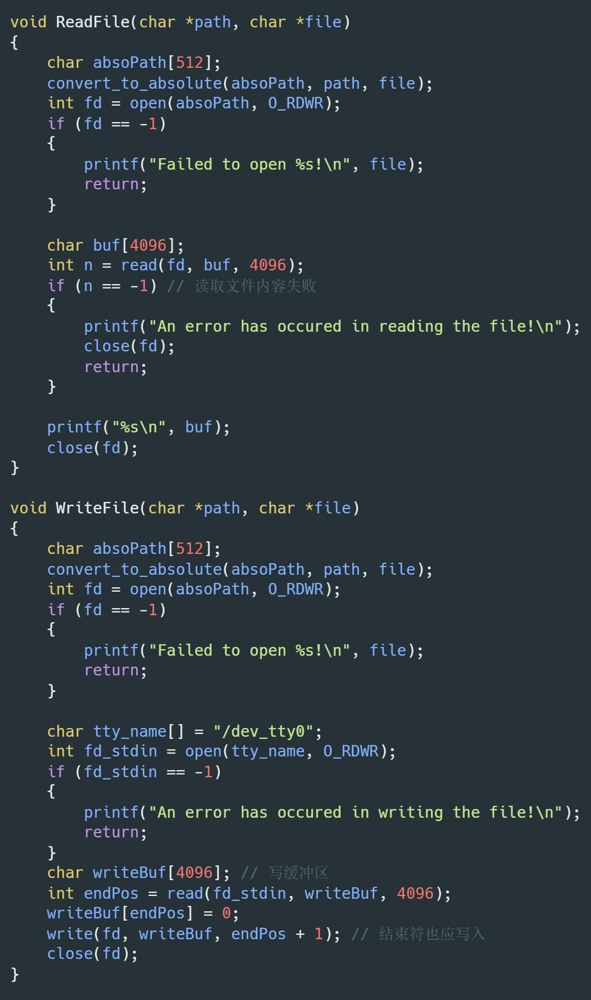 void ReadFile(char *path, char *file)
{
    char absoPath[512];
    convert_to_absolute(absoPath, path, file);
    int fd = open(absoPath, O_RDWR);
    if (fd == -1)
    {
        printf("Failed to open %s!\n", file);
        return;
    }

    char buf[4096];
    int n = read(fd, buf, 4096);
    if (n == -1) // 读取文件内容失败
    {
        printf("An error has occured in reading the file!\n");
        close(fd);
        return;
    }

    printf("%s\n", buf);
    close(fd);
}

void WriteFile(char *path, char *file)
{
    char absoPath[512];
    convert_to_absolute(absoPath, path, file);
    int fd = open(absoPath, O_RDWR);
    if (fd == -1)
    {
        printf("Failed to open %s!\n", file);
        return;
    }

    char tty_name[] = "/dev_tty0";
    int fd_stdin = open(tty_name, O_RDWR);
    if (fd_stdin == -1)
    {
        printf("An error has occured in writing the file!\n");
        return;
    }
    char writeBuf[4096]; // 写缓冲区
    int endPos = read(fd_stdin, writeBuf, 4096);
    writeBuf[endPos] = 0;
    write(fd, writeBuf, endPos + 1); // 结束符也应写入
    close(fd);
}